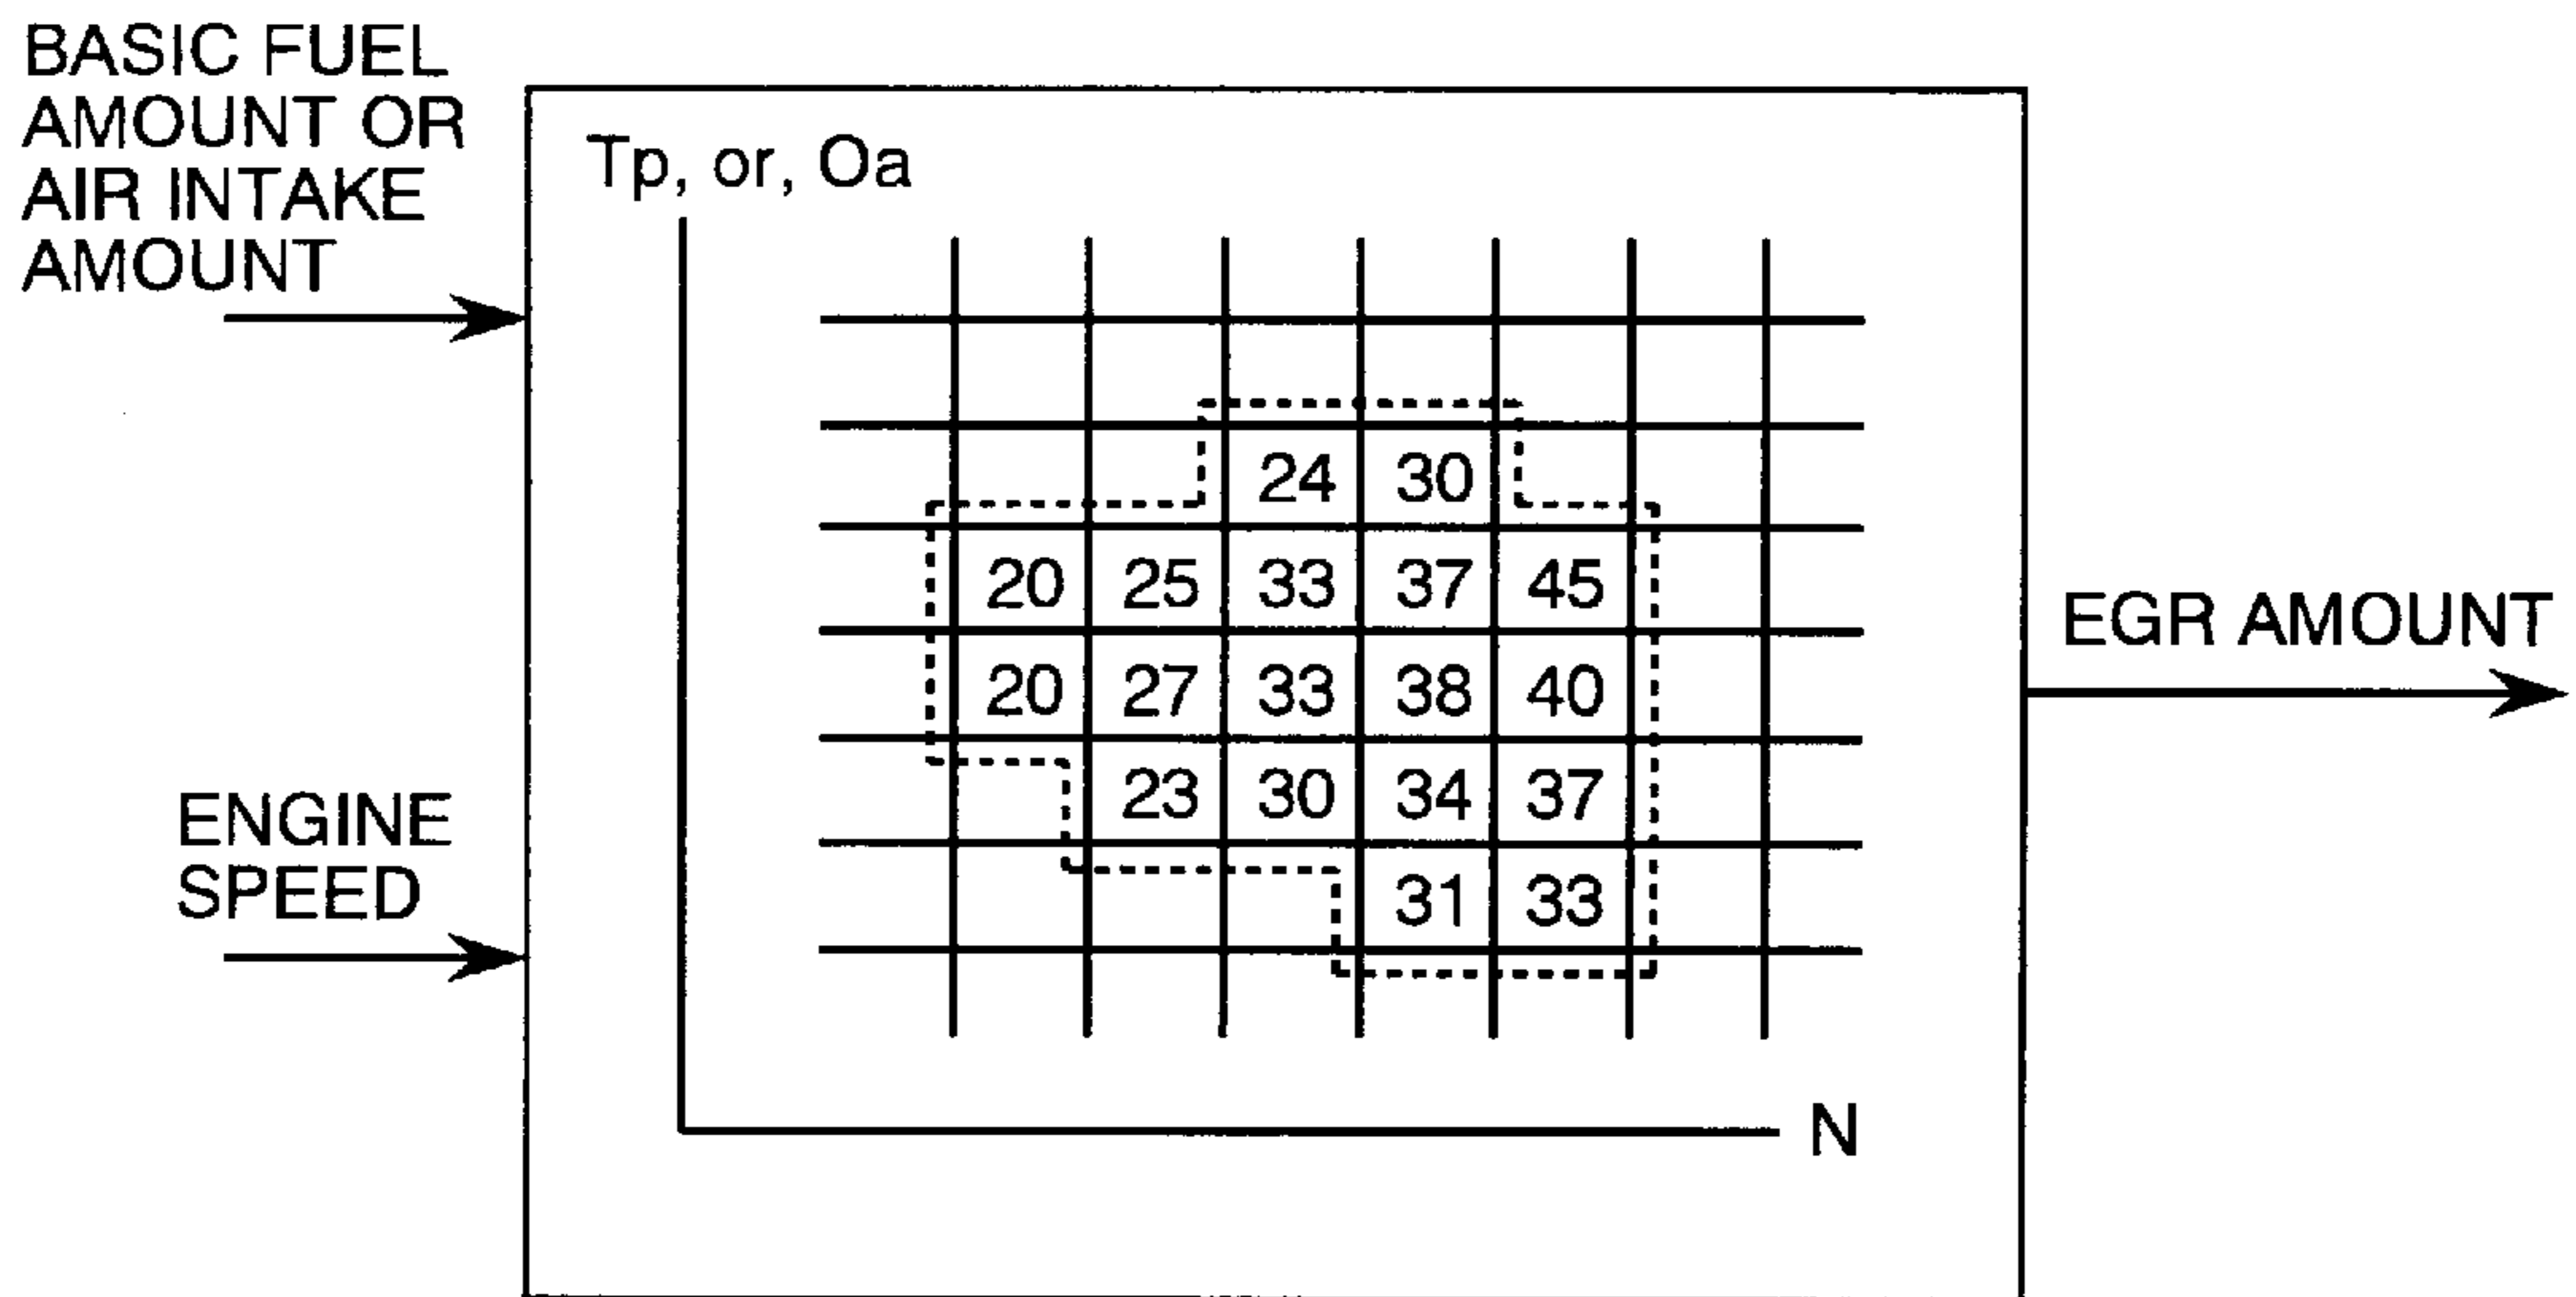 BASIC FUEL
AMOUNT OR
AIR INTAKE
AMOUNT
Tp, or, Oa
24 30
20 25 33 37 45
20 27 33 38 40
23 30 34 37
31 33
N
ENGINE
SPEED
EGR AMOUNT